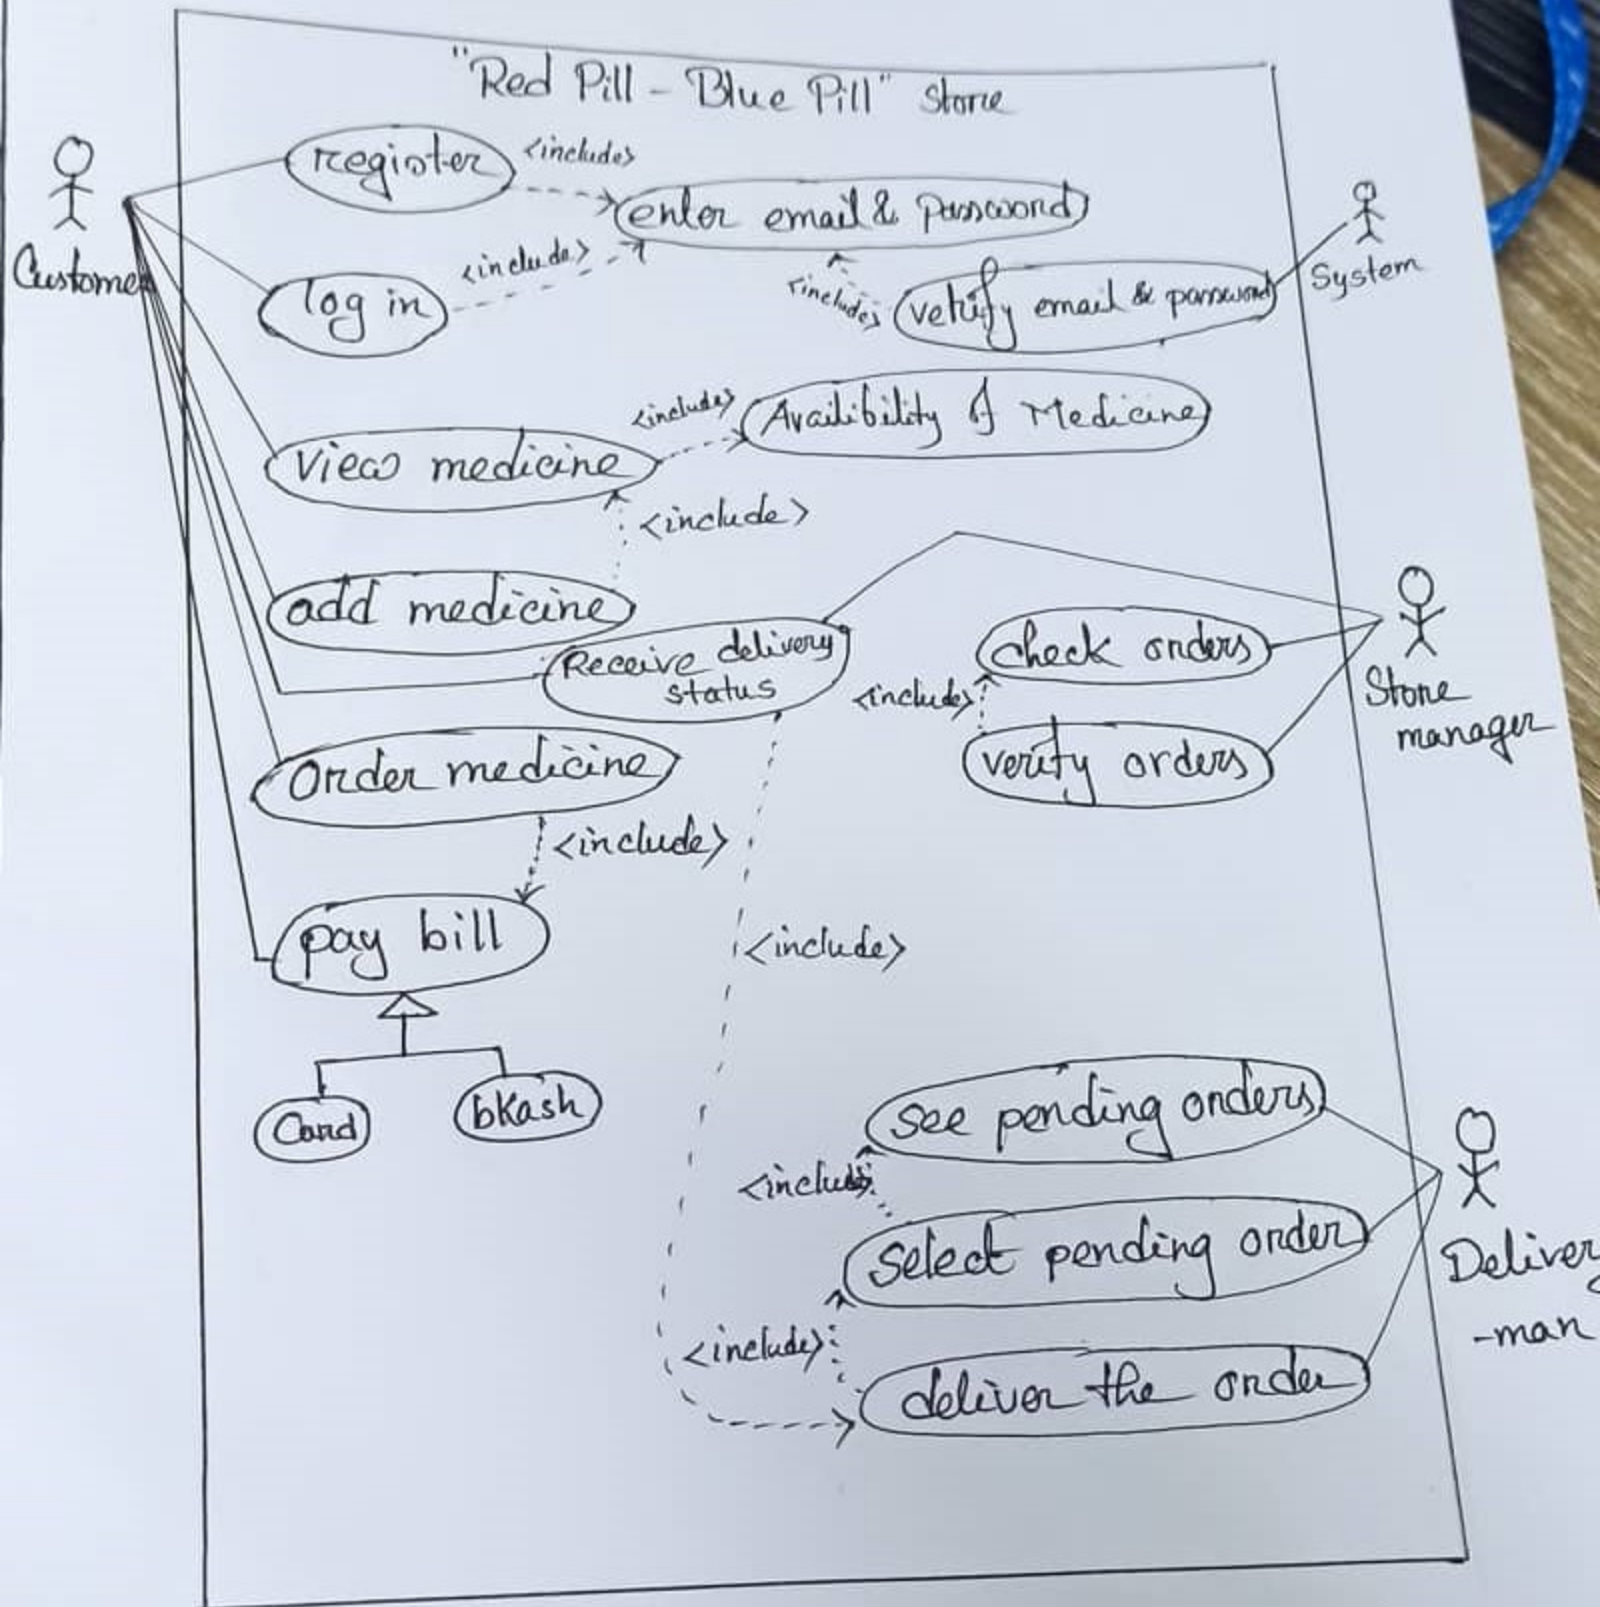 "Red Pill - Blue Pill" Store
register
<include>
enter email & password
Customer
<include>
System
log in
<include>
verify email & password
<include>
Availibility of Medicine
View medicine
<include>
add medicine
Receive delivery
status
check orders
<include>
Store
manager
Order medicine
verify orders
<include>
pay bill
<include>
Card
bKash
see pending orders
<include>
select pending order
Delivery
-man
<include>
deliver the order